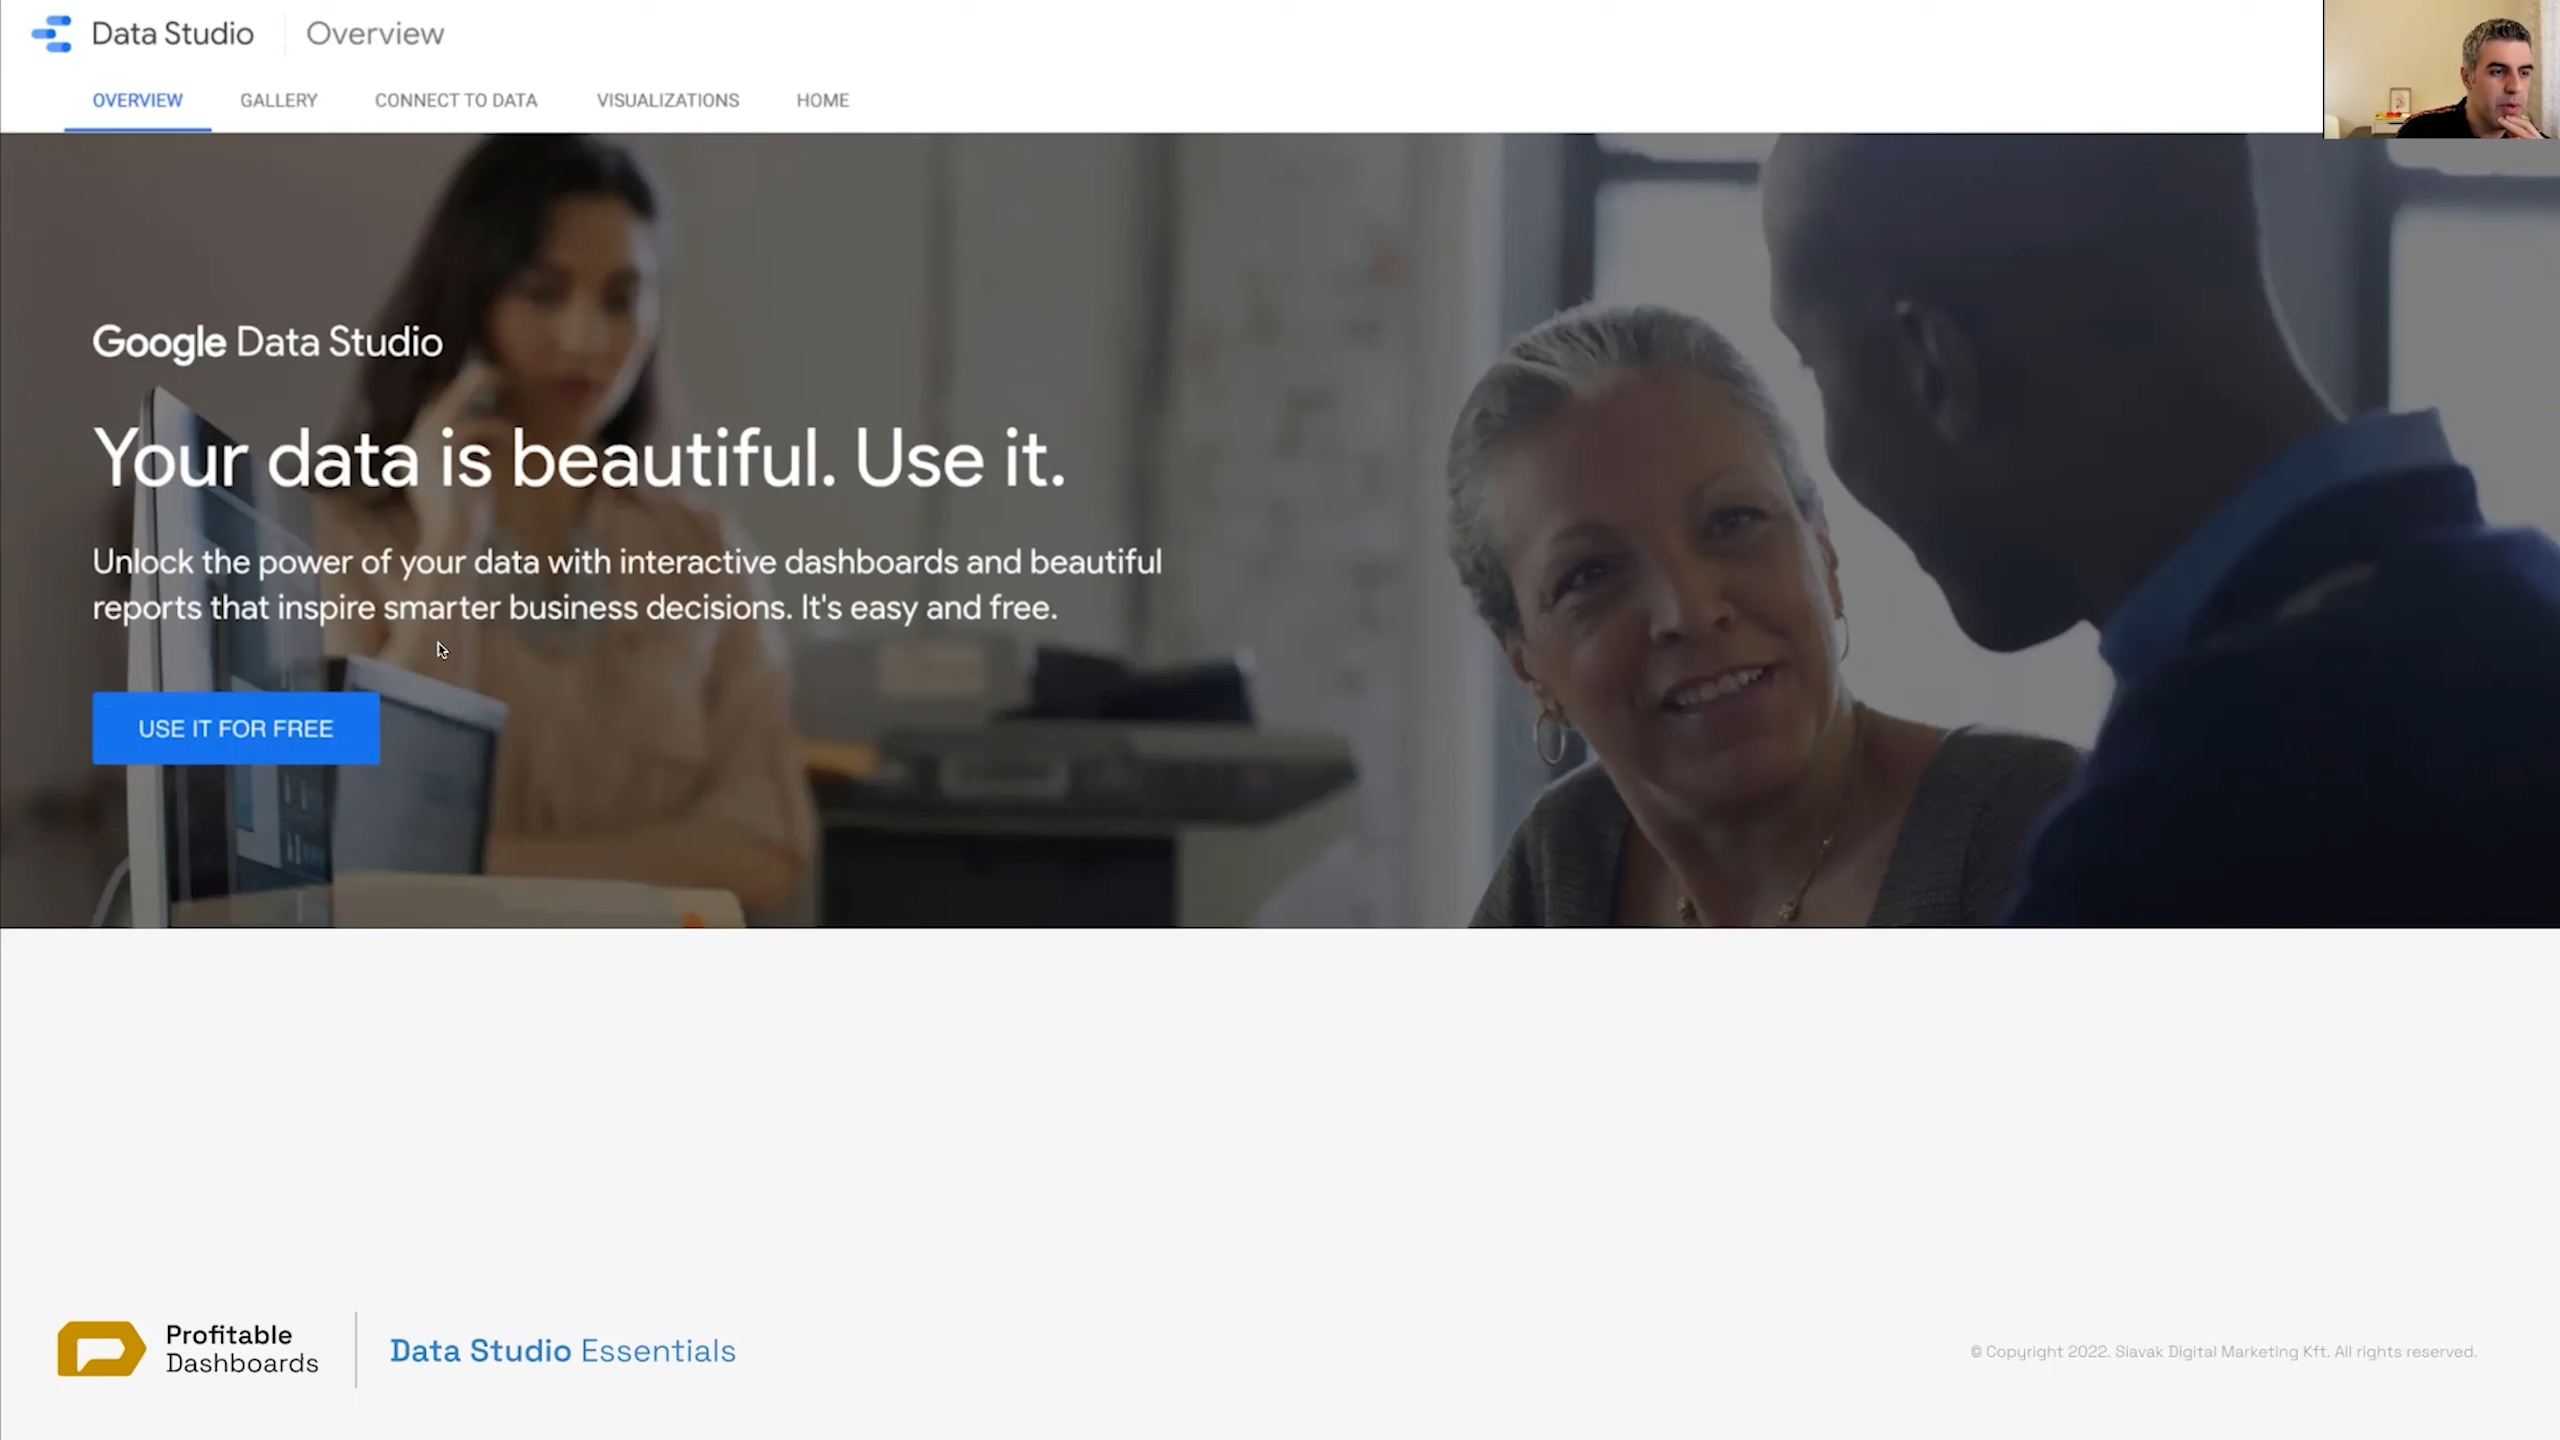 Data Studio
Overview
OVERVIEW
GALLERY
CONNECT TO DATA
VISUALIZATIONS
HOME
Google Data Studio
Your data is beautiful. Use it.
Unlock the power of your data with interactive dashboards and beautiful
reports that inspire smarter business decisions. It's easy and free.
USE IT FOR FREE
Profitable
Dashboards
Data Studio Essentials
© Copyright 2022. Siavak Digital Marketing Kft. All rights reserved.